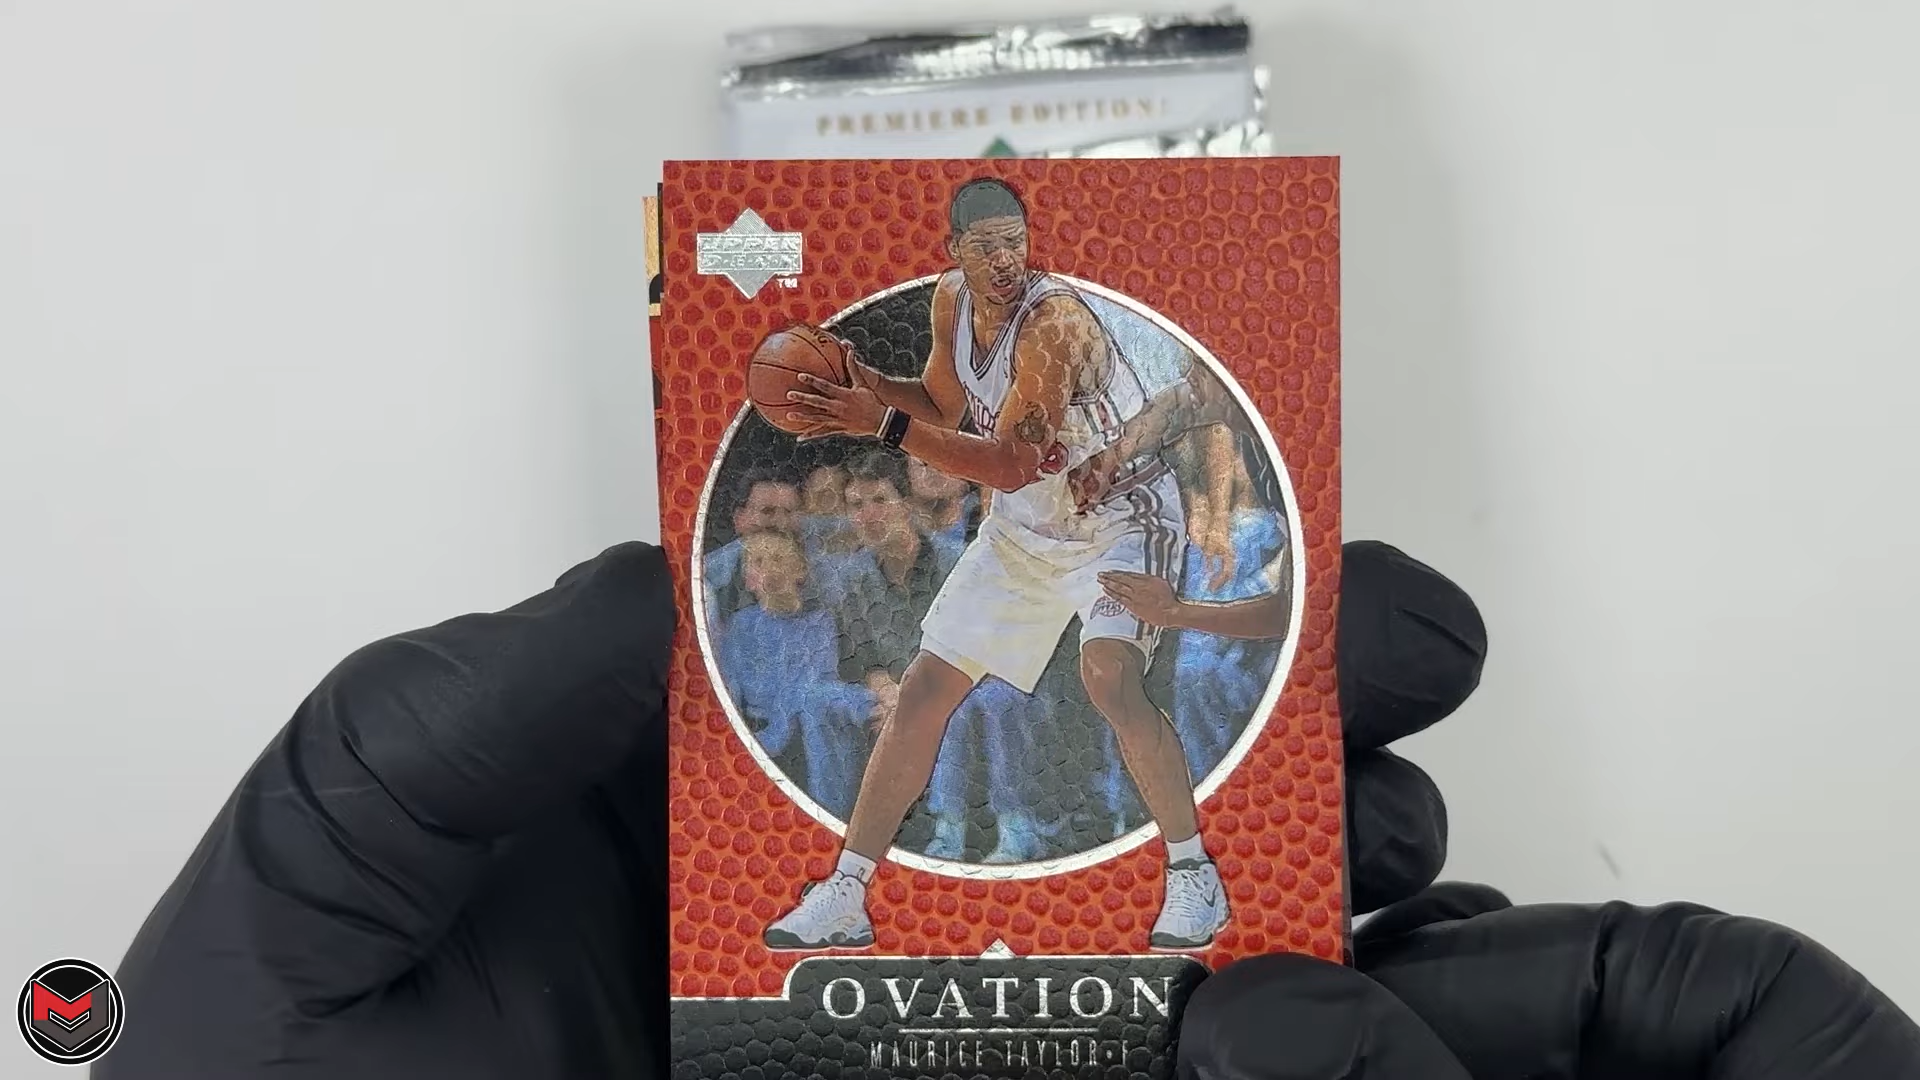 PREMIERE EDITION!
UPPER
DECK
TM
OVATION
MAURICE TAYLOR • F